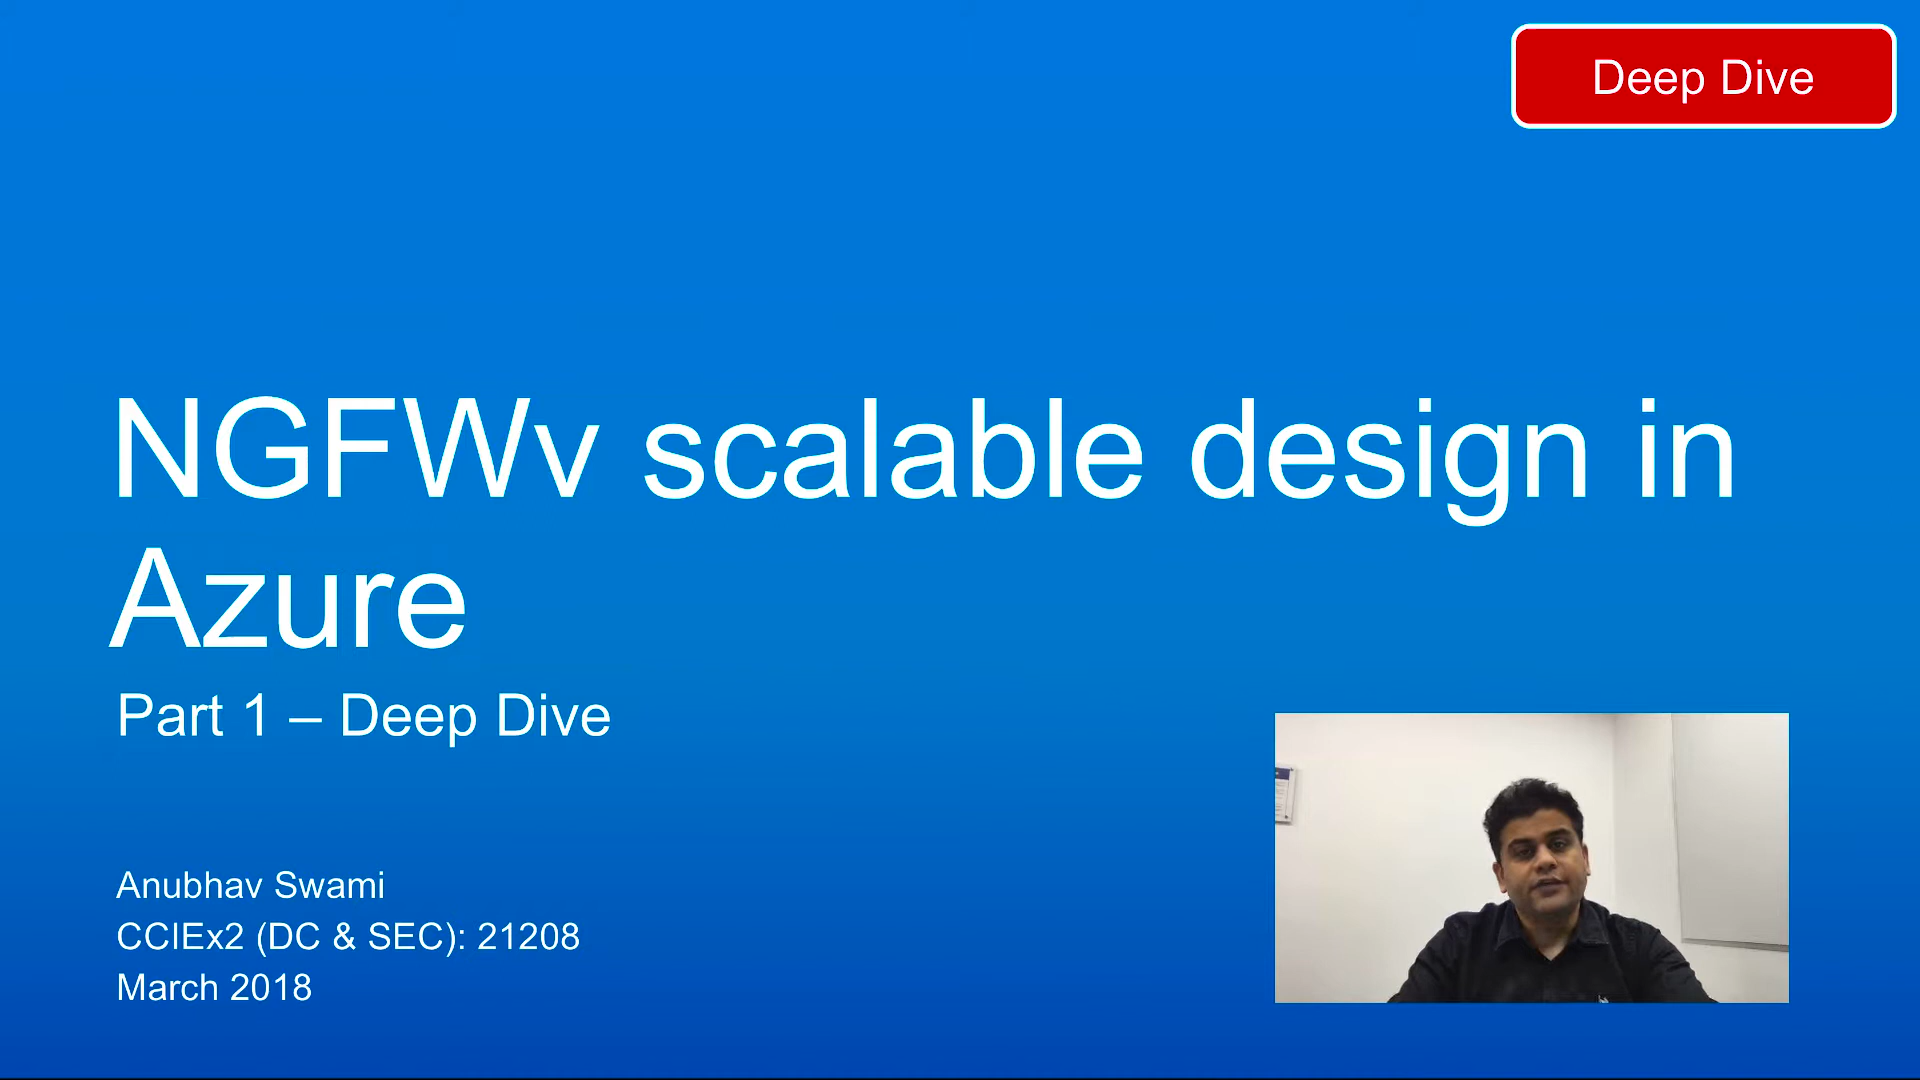 Deep Dive
NGFWv scalable design in
Azure
Part 1 – Deep Dive
Anubhav Swami
CCIEx2 (DC & SEC): 21208
March 2018